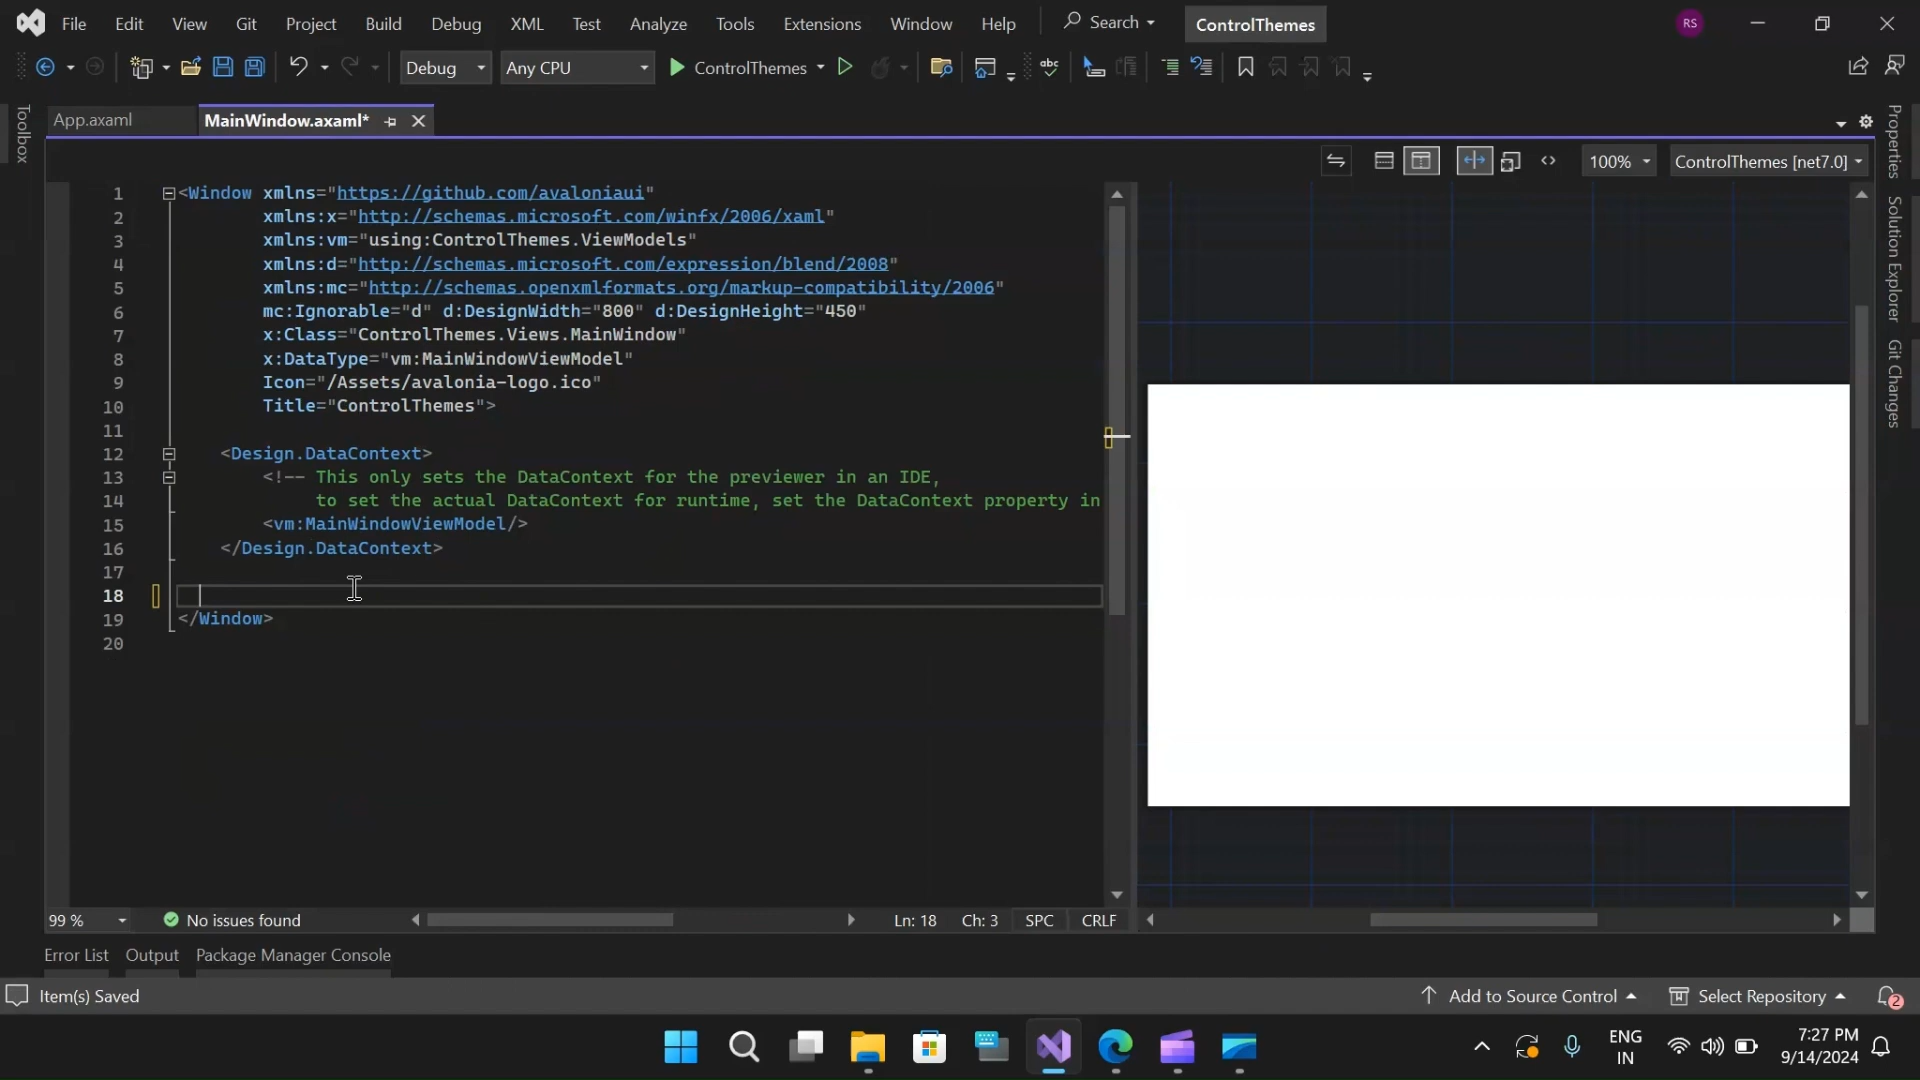 File Edit View Git Project Build Debug XML Test Analyze Tools Extensions Window Help Search ControlThemes RS
Debug Any CPU ControlThemes abc
Toolbox
App.axaml MainWindow.axaml*
100% ControlThemes [net7.0]
Properties
Solution Explorer
Git Changes
1 <Window xmlns="https://github.com/avaloniaui"
2 xmlns:x="http://schemas.microsoft.com/winfx/2006/xaml"
3 xmlns:vm="using:ControlThemes.ViewModels"
4 xmlns:d="http://schemas.microsoft.com/expression/blend/2008"
5 xmlns:mc="http://schemas.openxmlformats.org/markup-compatibility/2006"
6 mc:Ignorable="d" d:DesignWidth="800" d:DesignHeight="450"
7 x:Class="ControlThemes.Views.MainWindow"
8 x:DataType="vm:MainWindowViewModel"
9 Icon="/Assets/avalonia-logo.ico"
10 Title="ControlThemes">
11
12 <Design.DataContext>
13 <!-- This only sets the DataContext for the previewer in an IDE,
14 to set the actual DataContext for runtime, set the DataContext property in
15 <vm:MainWindowViewModel/>
16 </Design.DataContext>
17
18
19 </Window>
20
99 % No issues found Ln: 18 Ch: 3 SPC CRLF
Error List Output Package Manager Console
Item(s) Saved Add to Source Control Select Repository 2
ENG
IN
7:27 PM
9/14/2024